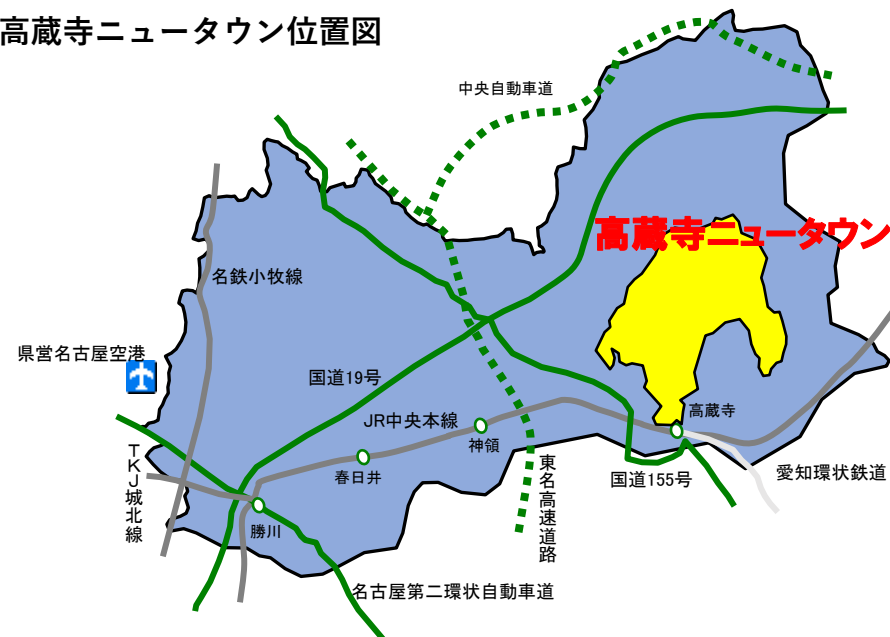 高蔵寺ニュータウン位置図
中央自動車道
高蔵寺ニュータウン
名鉄小牧線
県営名古屋空港
国道19号
JR中央本線
高蔵寺
神領
春日井
国道155号
愛知環状鉄道
東名高速道路
TKJ城北線
勝川
名古屋第二環状自動車道